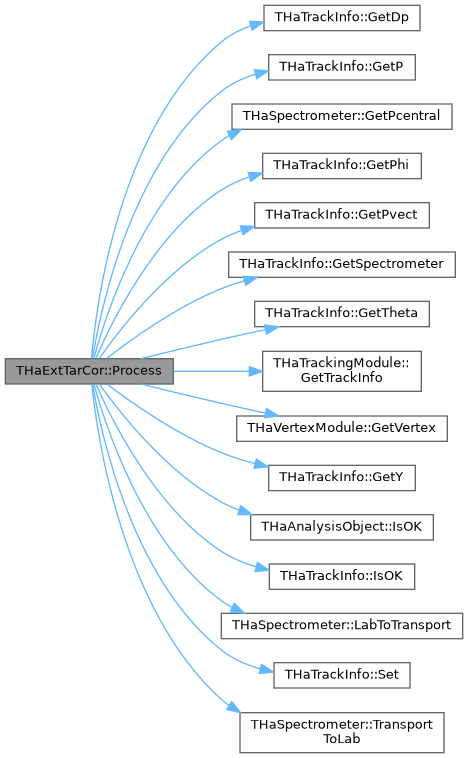 THaTrackInfo::GetDp
THaTrackInfo::GetP
THaSpectrometer::GetPcentral
THaTrackInfo::GetPhi
THaTrackInfo::GetPvect
THaTrackInfo::GetSpectrometer
THaTrackInfo::GetTheta
THaExtTarCor::Process
THaTrackingModule::
GetTrackInfo
THaVertexModule::GetVertex
THaTrackInfo::GetY
THaAnalysisObject::IsOK
THaTrackInfo::IsOK
THaSpectrometer::LabToTransport
THaTrackInfo::Set
THaSpectrometer::Transport
ToLab